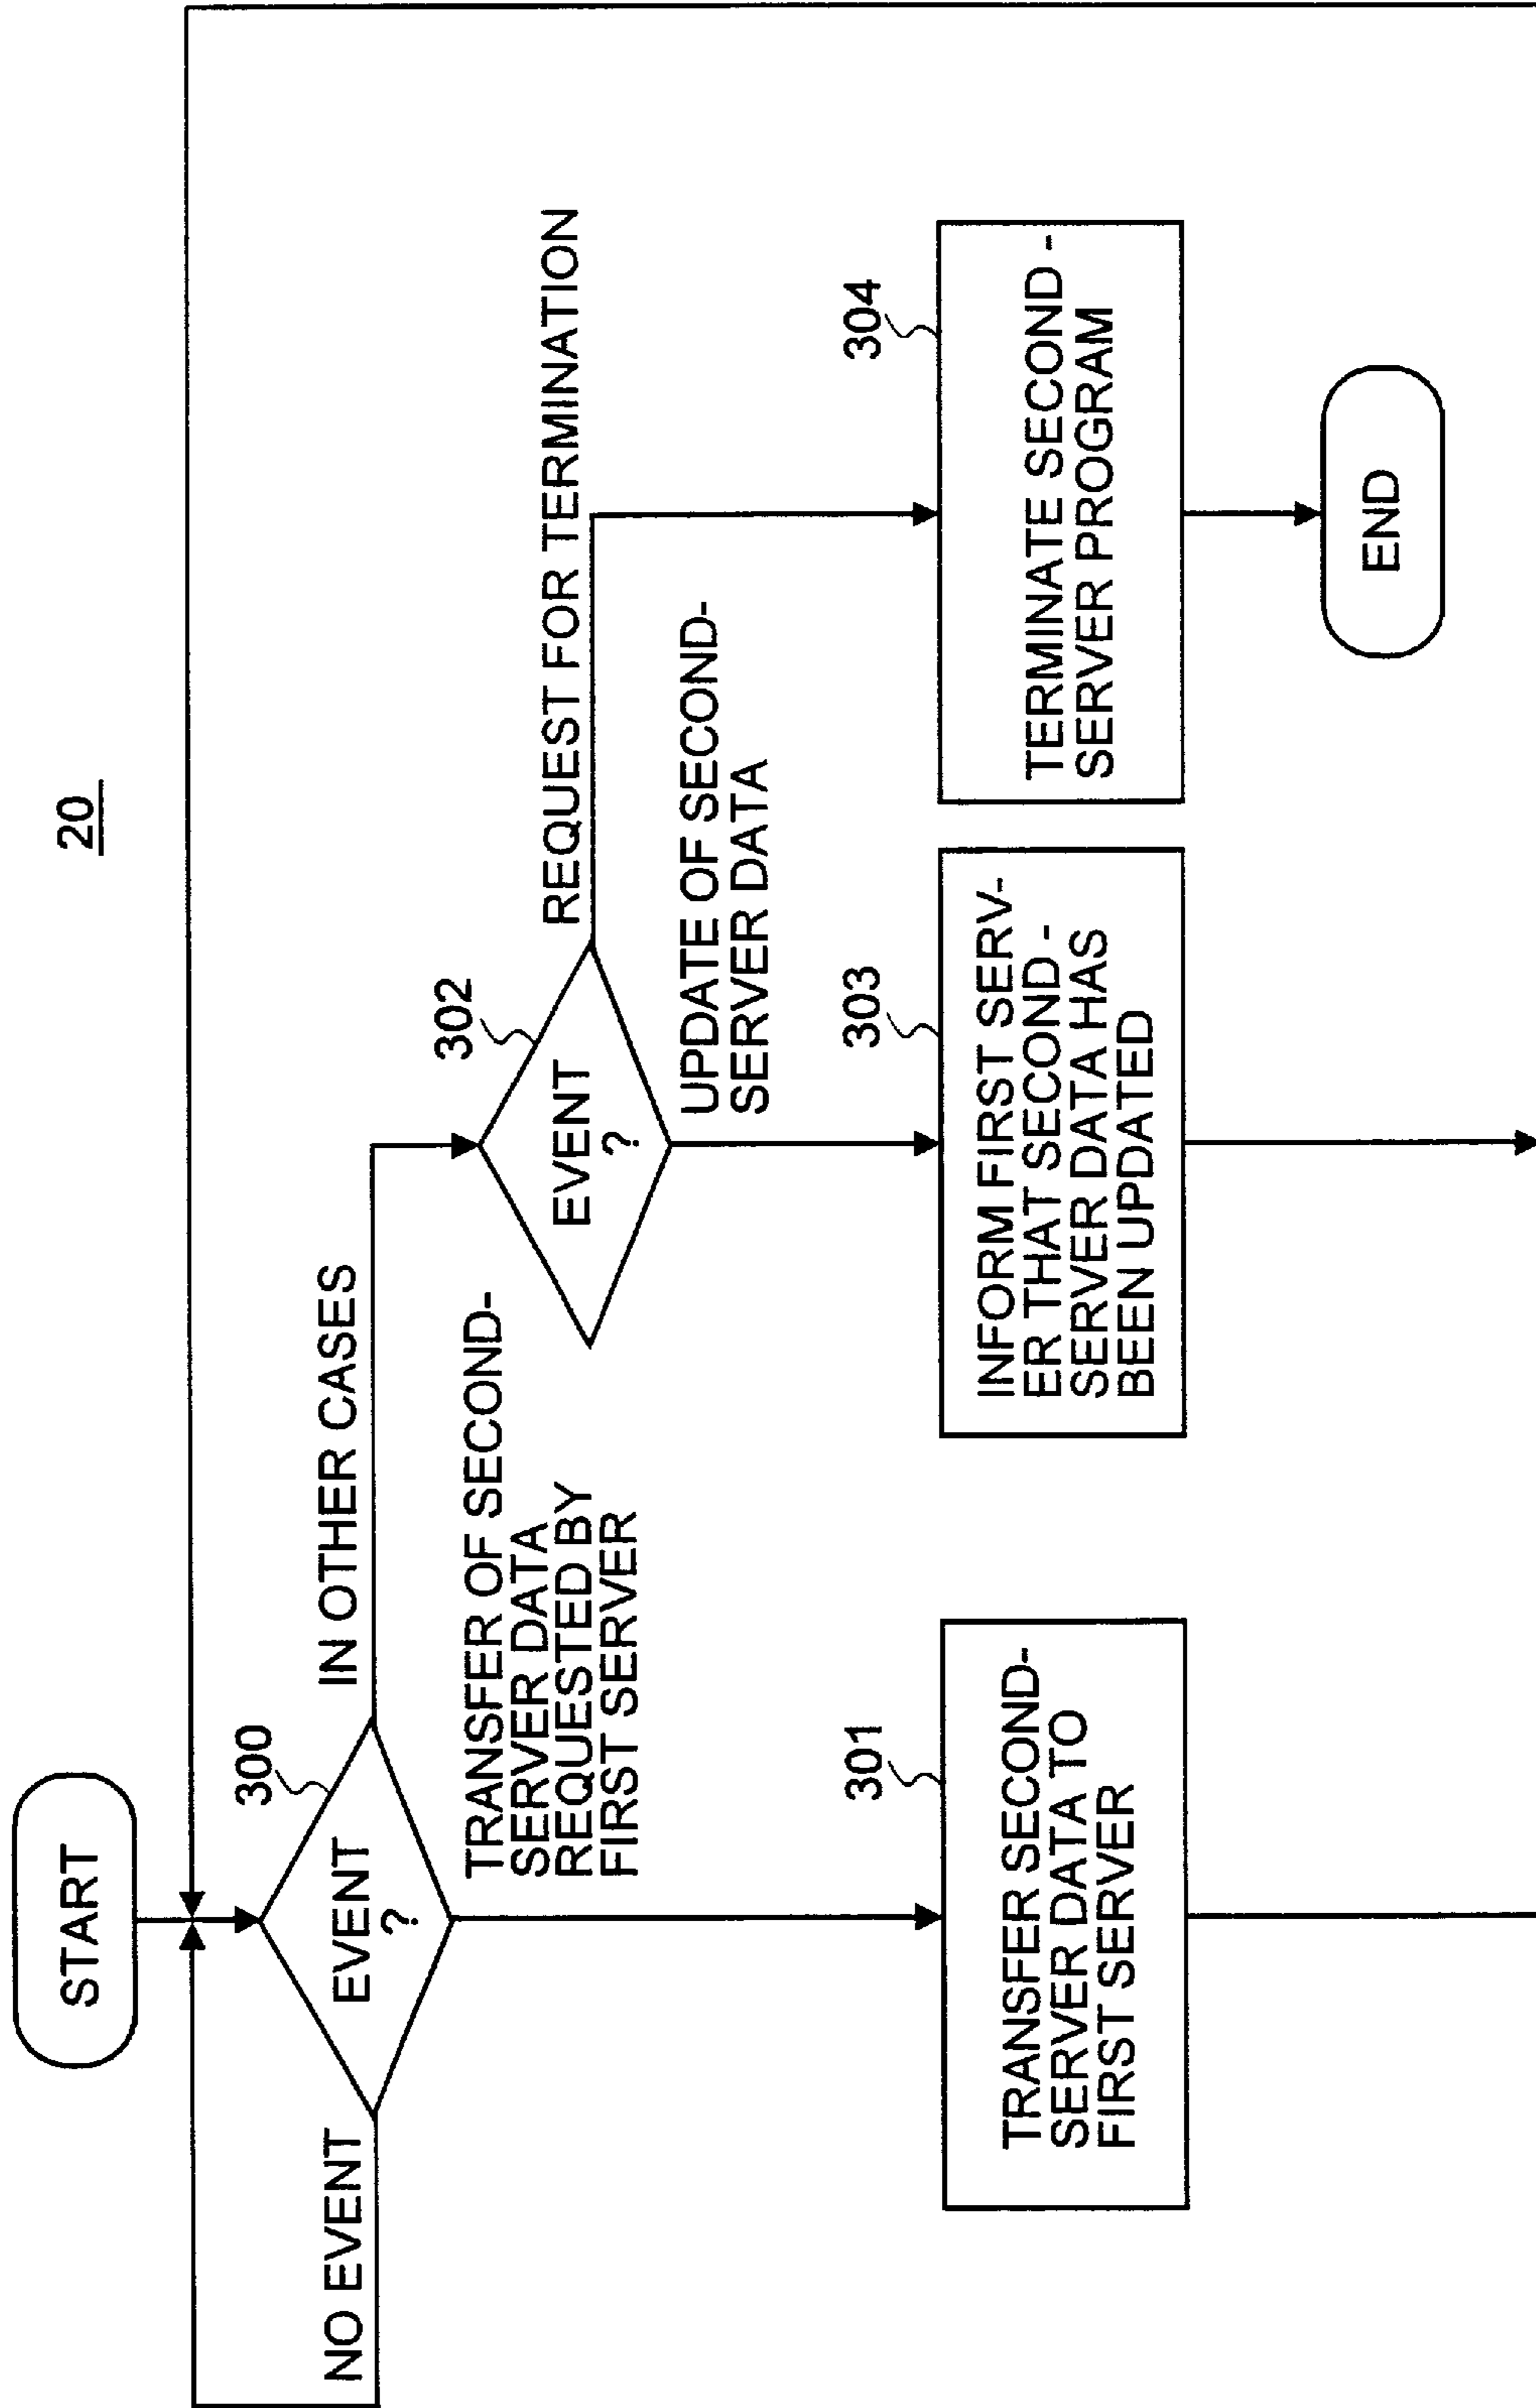 20
START
300
EVENT
?
NO EVENT
IN OTHER CASES
TRANSFER OF SECOND-
SERVER DATA
REQUESTED BY
FIRST SERVER
302
EVENT
?
REQUEST FOR TERMINATION
UPDATE OF SECOND-
SERVER DATA
301
TRANSFER SECOND-
SERVER DATA TO
FIRST SERVER
303
INFORM FIRST SERV-
ER THAT SECOND -
SERVER DATA HAS
BEEN UPDATED
304
TERMINATE SECOND -
SERVER PROGRAM
END